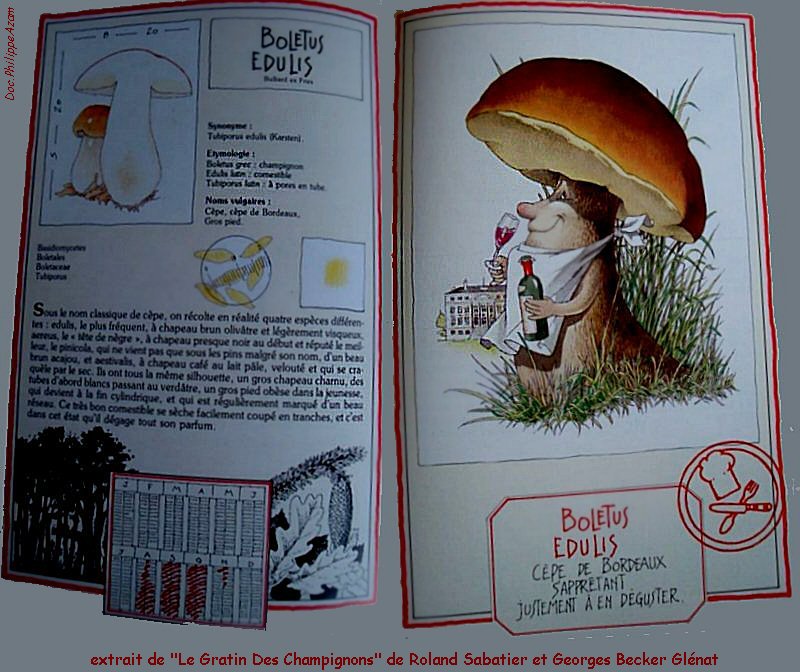 Doc. Philippe Azam
8 20
20
5
BOLETUS
EDULIS
Bulliard ex Fries
Synonyme :
Tubiporus edulis (Karsten).
Etymologie :
Boletus grec : champignon
Edulis latin : comestible
Tubiporus latin : à pores en tube.
Noms vulgaires :
Cèpe, cèpe de Bordeaux,
Gros pied.
Basidiomycètes
Boletales
Boletaceae
Tubiporus
Sous le nom classique de cèpe, on récolte en réalité quatre espèces différen-
tes : edulis, le plus fréquent, à chapeau brun olivâtre et légèrement visqueux,
aereus, le « tête de nègre », à chapeau presque noir au début et réputé le meil-
leur, le pinicola, qui ne vient pas que sous les pins malgré son nom, d'un beau
brun acajou, et aestivalis, à chapeau café au lait pâle, velouté et qui se cra-
quèle par le sec. Ils ont tous la même silhouette, un gros chapeau charnu, des
tubes d'abord blancs passant au verdâtre, un gros pied obèse dans la jeunesse,
qui devient à la fin cylindrique, et qui est régulièrement marqué d'un beau
réseau. Ce très bon comestible se sèche facilement coupé en tranches, et c'est
dans cet état qu'il dégage tout son parfum.
J F M A M J
J A S O N D
BOLETUS
EDULIS
CÈPE DE BORDEAUX
S'APPRÊTANT
JUSTEMENT À EN DÉGUSTER.
extrait de "Le Gratin Des Champignons" de Roland Sabatier et Georges Becker Glénat